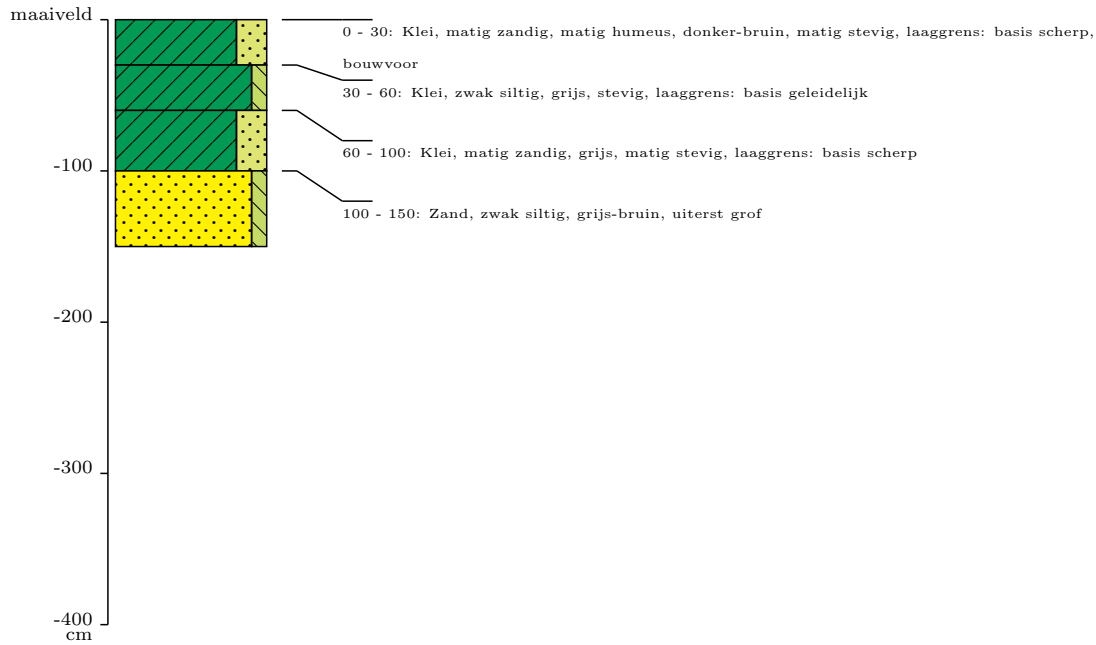 maaiveld
0 - 30: Klei, matig zandig, matig humeus, donker-bruin, matig stevig, laaggrens: basis scherp,
bouwvoor
30 - 60: Klei, zwak siltig, grijs, stevig, laaggrens: basis geleidelijk
60 - 100: Klei, matig zandig, grijs, matig stevig, laaggrens: basis scherp
-100
100 - 150: Zand, zwak siltig, grijs-bruin, uiterst grof
-200
-300
-400
cm